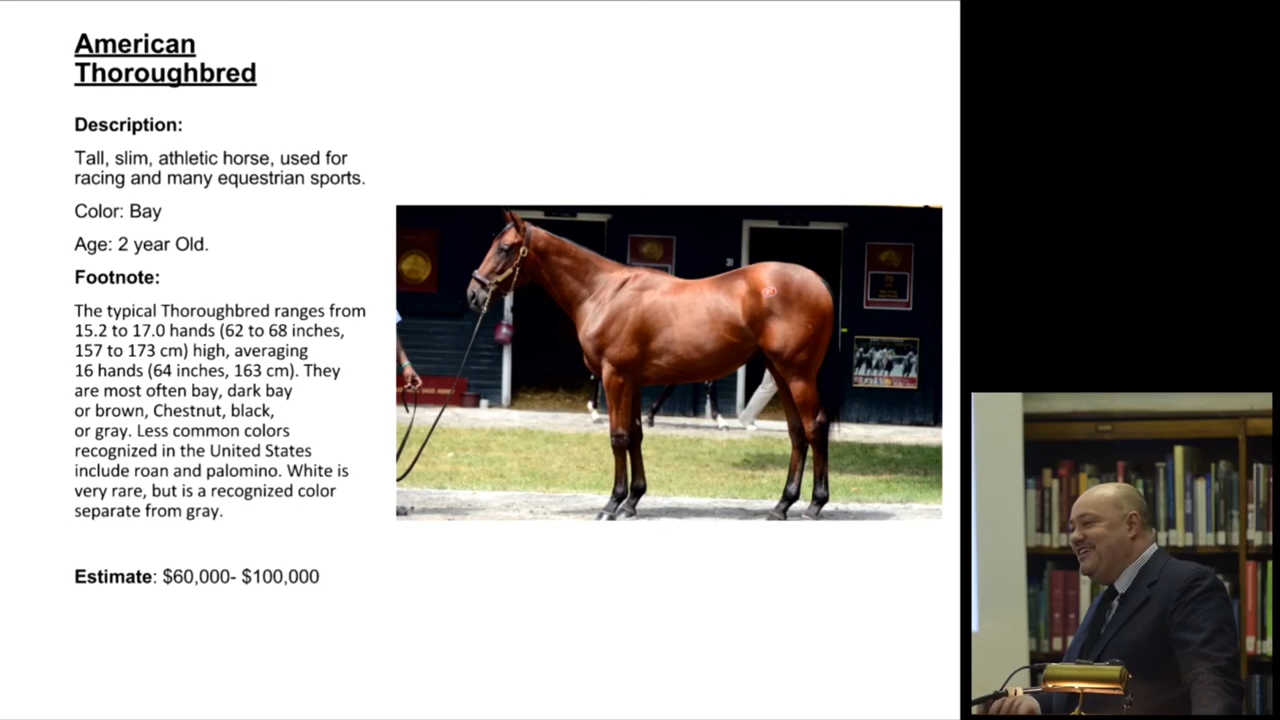 American
Thoroughbred
Description:
Tall, slim, athletic horse, used for
racing and many equestrian sports.
Color: Bay
Age: 2 year Old.
Footnote:
The typical Thoroughbred ranges from
15.2 to 17.0 hands (62 to 68 inches,
157 to 173 cm) high, averaging
16 hands (64 inches, 163 cm). They
are most often bay, dark bay
or brown, Chestnut, black,
or gray. Less common colors
recognized in the United States
include roan and palomino. White is
very rare, but is a recognized color
separate from gray.
Estimate: $60,000- $100,000